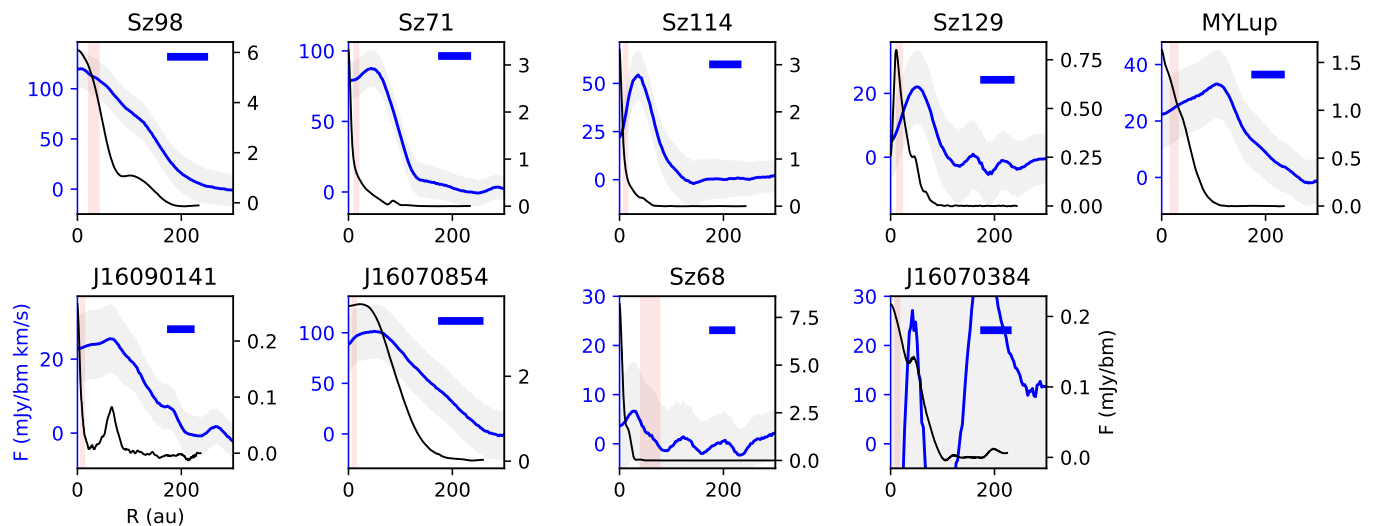 Sz98 Sz71 Sz114 Sz129 MYLup
100 50 0 6 4 2 0
100 50 0 3 2 1 0
50 25 0 3 2 1 0
20 0 0.75 0.50 0.25 0.00
40 20 0 1.5 1.0 0.5 0.0
0 200 0 200 0 200 0 200 0 200
J16090141 J16070854 Sz68 J16070384
F (mJy/bm km/s)
20 0 0.2 0.1 0.0
100 50 0 2 0
30 20 10 0 7.5 5.0 2.5 0.0
30 20 10 0 0.2 0.1 0.0
F (mJy/bm)
0 200 0 200 0 200 0 200
R (au)